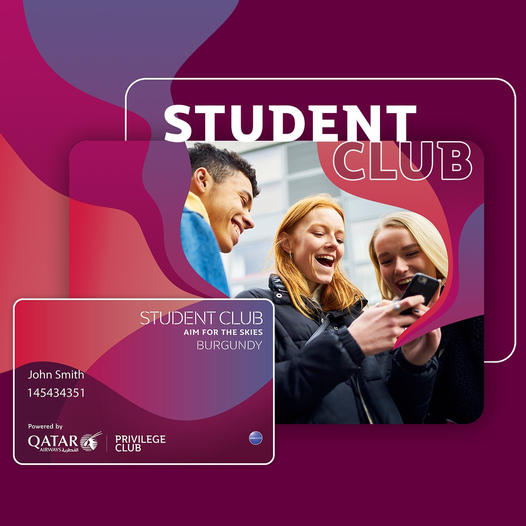 STUDENT
CLUB
STUDENT CLUB
AIM FOR THE SKIES
BURGUNDY
John Smith
145434351
Powered by
QATAR
AIRWAYS القطرية
PRIVILEGE
CLUB